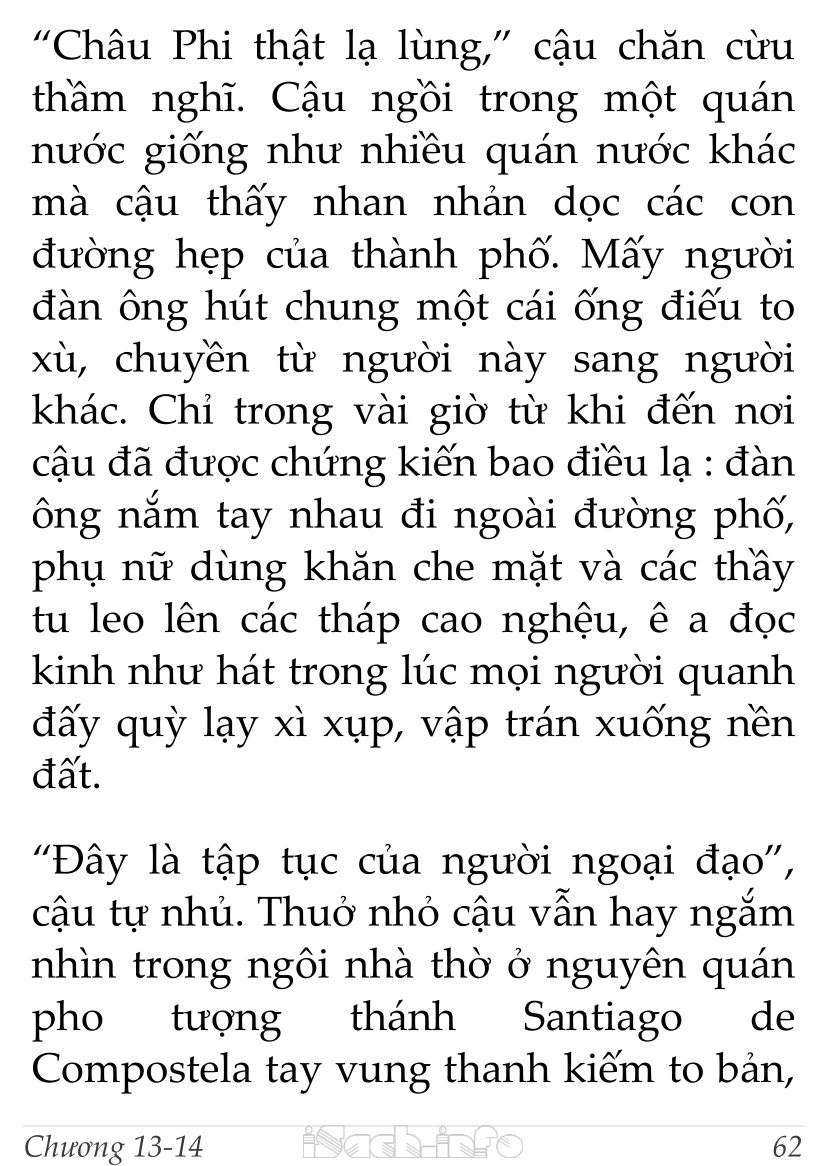 “Châu Phi thật lạ lùng,” cậu chăn cừu
thầm nghĩ. Cậu ngồi trong một quán
nước giống như nhiều quán nước khác
mà cậu thấy nhan nhản dọc các con
đường hẹp của thành phố. Mấy người
đàn ông hút chung một cái ống điếu to
xù, chuyền từ người này sang người
khác. Chỉ trong vài giờ từ khi đến nơi
cậu đã được chứng kiến bao điều lạ : đàn
ông nắm tay nhau đi ngoài đường phố,
phụ nữ dùng khăn che mặt và các thầy
tu leo lên các tháp cao nghệu, ê a đọc
kinh như hát trong lúc mọi người quanh
đấy quỳ lạy xì xụp, vập trán xuống nền
đất.
“Đây là tập tục của người ngoại đạo”,
cậu tự nhủ. Thuở nhỏ cậu vẫn hay ngắm
nhìn trong ngôi nhà thờ ở nguyên quán
pho tượng thánh Santiago de
Compostela tay vung thanh kiếm to bản,
Chương 13-14 iSach.info 62